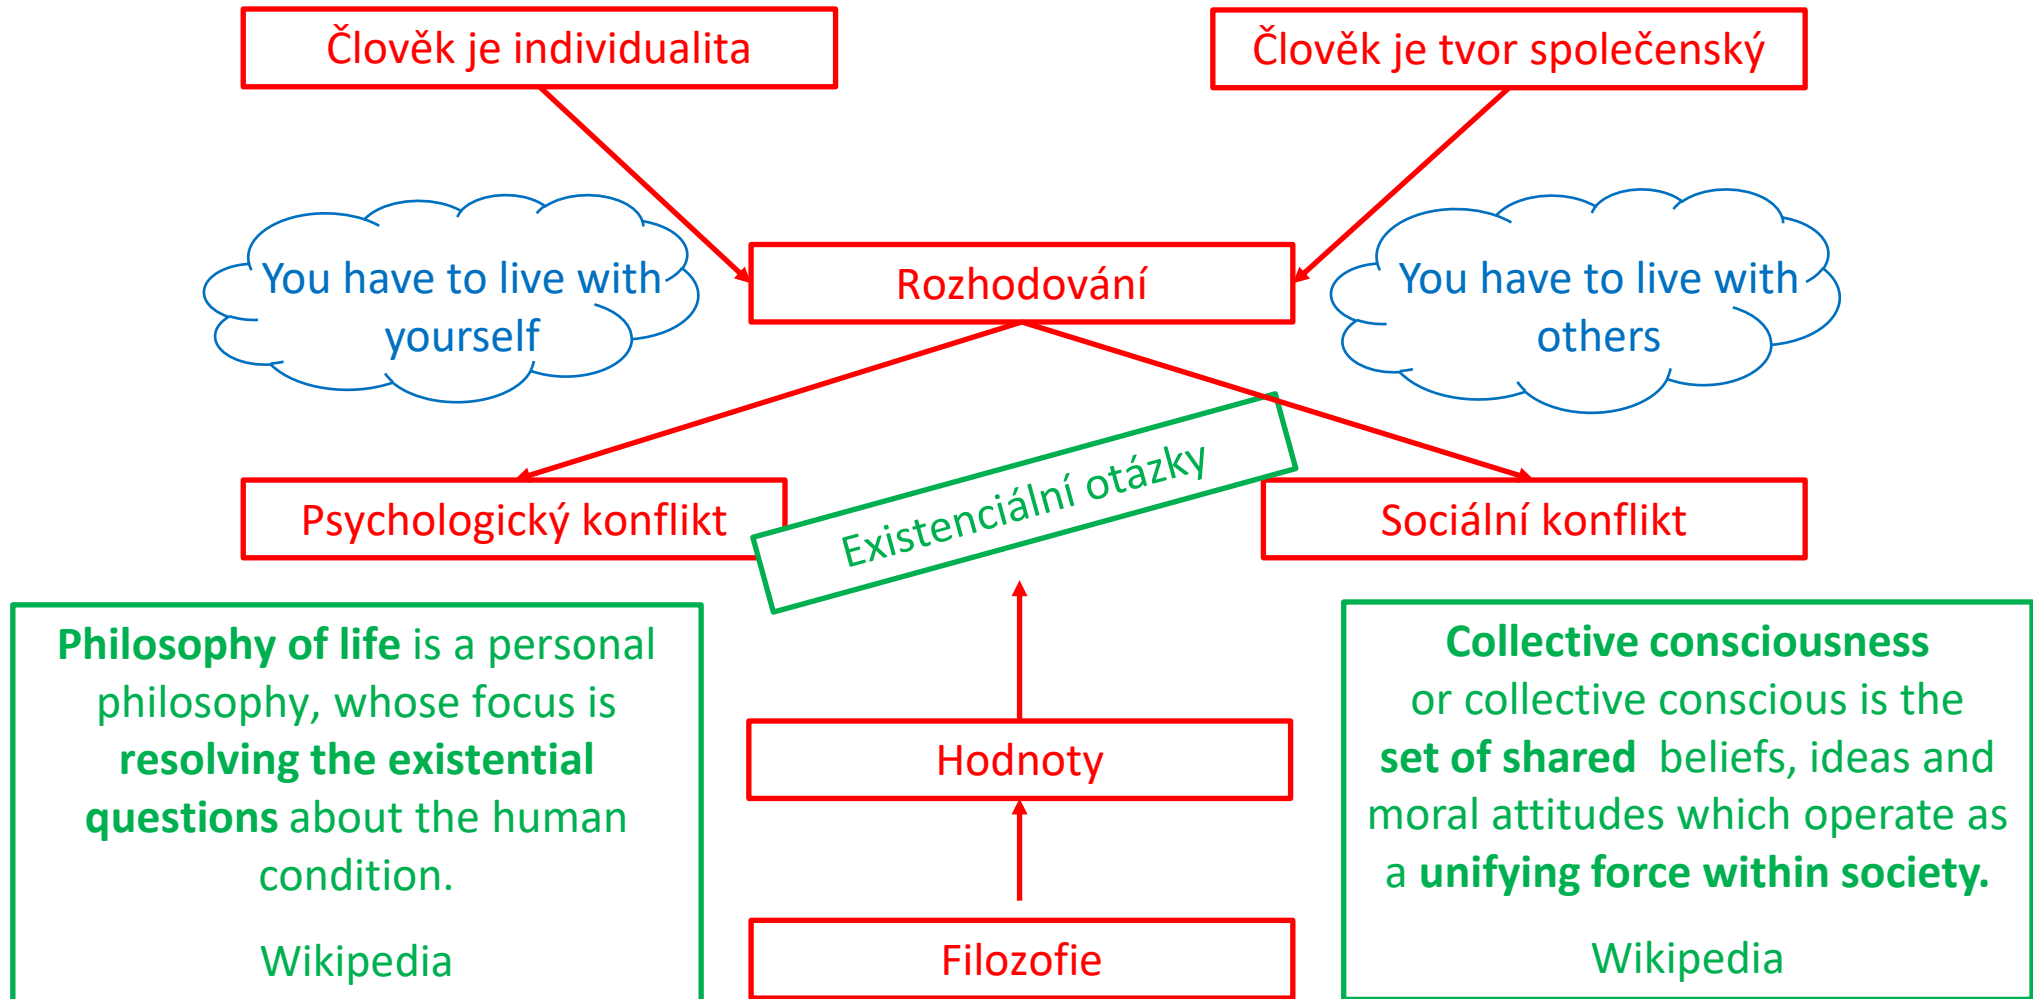 Člověk je individualita
Člověk je tvor společenský
You have to live with
yourself
Rozhodování
You have to live with
others
Psychologický konflikt
Existenciální otázky
Sociální konflikt
Philosophy of life is a personal
philosophy, whose focus is
resolving the existential
questions about the human
condition.
Wikipedia
Hodnoty
Filozofie
Collective consciousness
or collective conscious is the
set of shared  beliefs, ideas and
moral attitudes which operate as
a unifying force within society.
Wikipedia